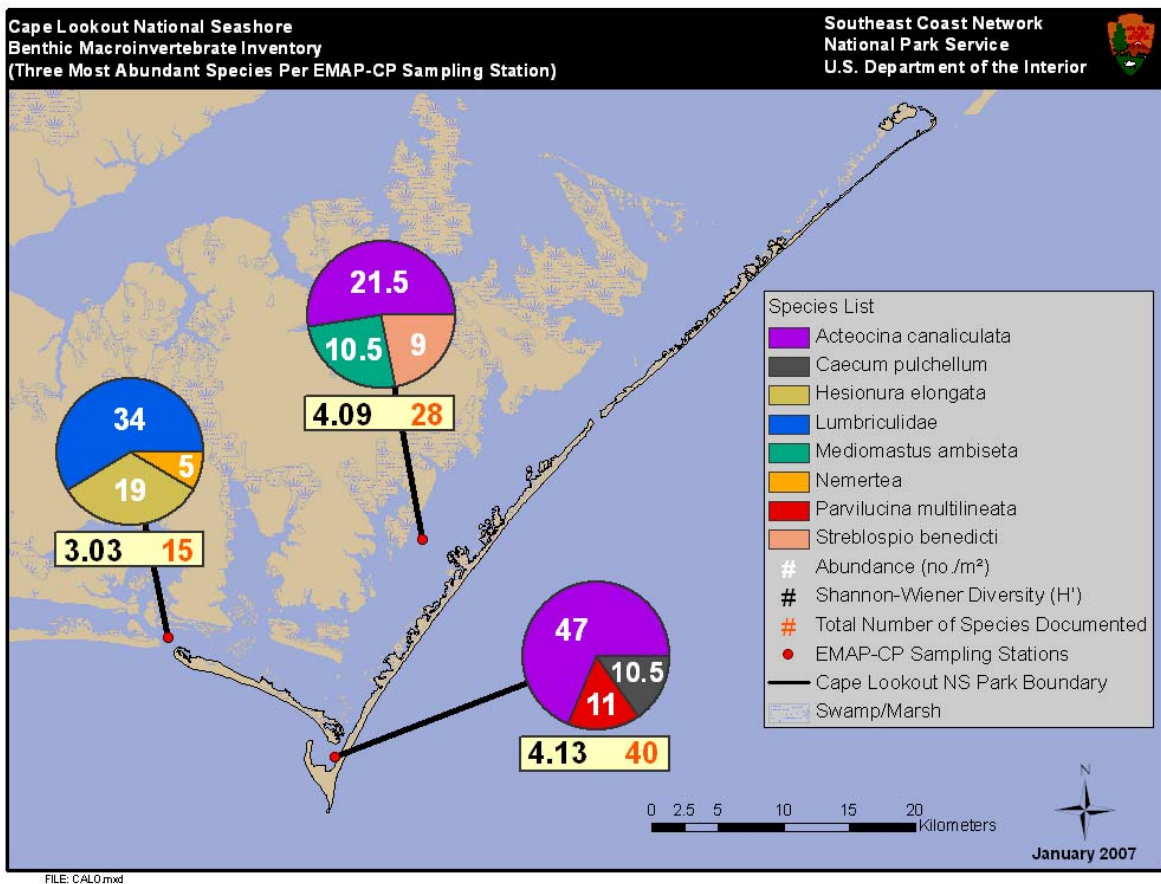 Cape Lookout National Seashore
Benthic Macroinvertebrate Inventory
(Three Most Abundant Species Per EMAP-CP Sampling Station)
Southeast Coast Network
National Park Service
U.S. Department of the Interior
21.5
10.5
9
4.09 28
34
5
19
3.03 15
47
10.5
11
4.13 40
Species List
Acteocina canaliculata
Caecum pulchellum
Hesionura elongata
Lumbriculidae
Mediomastus ambiseta
Nemertea
Parvilucina multilineata
Streblospio benedicti
# Abundance (no./m²)
# Shannon-Wiener Diversity (H')
# Total Number of Species Documented
EMAP-CP Sampling Stations
Cape Lookout NS Park Boundary
Swamp/Marsh
0 2.5 5 10 15 20
Kilometers
N
January 2007
FILE: CALO.mxd